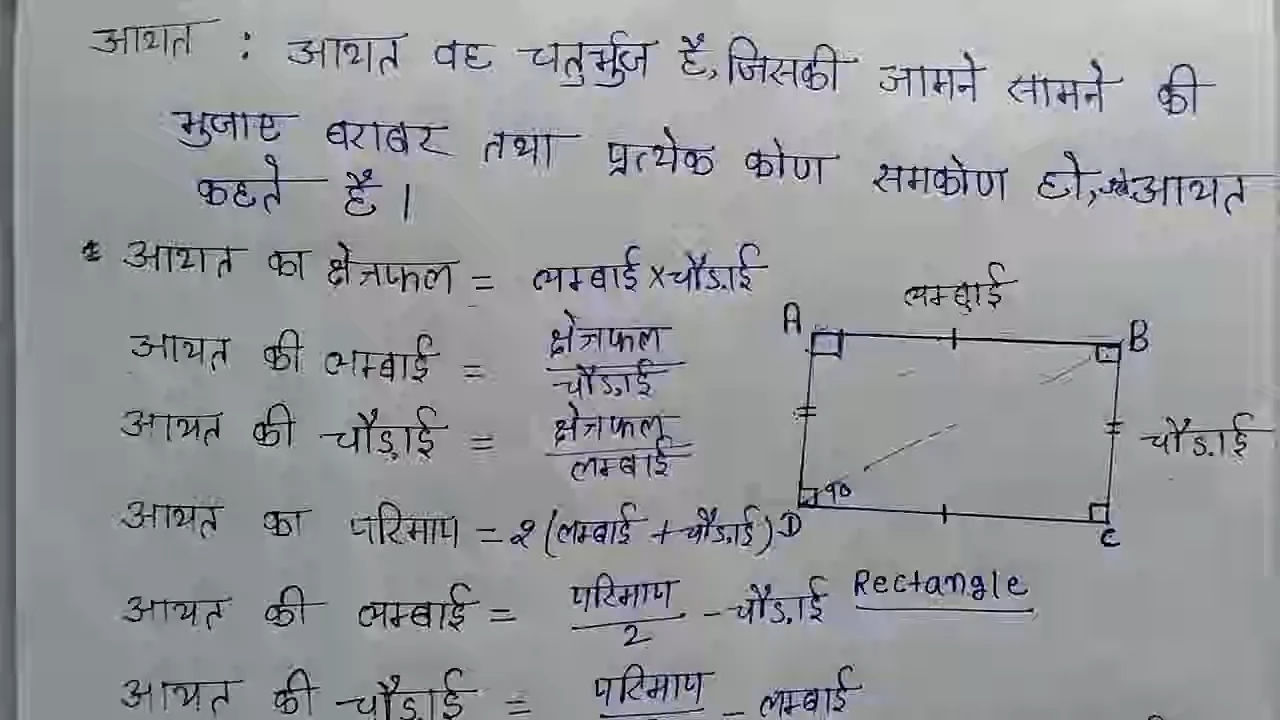 आयत : आयत वह चतुर्भुज है, जिसकी आमने सामने की
भुजाए बराबर तथा प्रत्येक कोण समकोण हो, आयत
कहते है ।
आयत का क्षेत्रफल = लम्बाई × चौड़ाई
आयत की लम्बाई = क्षेत्रफल / चौड़ाई
आयत की चौड़ाई = क्षेत्रफल / लम्बाई
आयत का परिमाप = 2 (लम्बाई + चौड़ाई)
आयत की लम्बाई = परिमाप / 2 - चौड़ाई
आयत की चौड़ाई = परिमाप - लम्बाई
लम्बाई
A
B
चौड़ाई
90
D
C
Rectangle